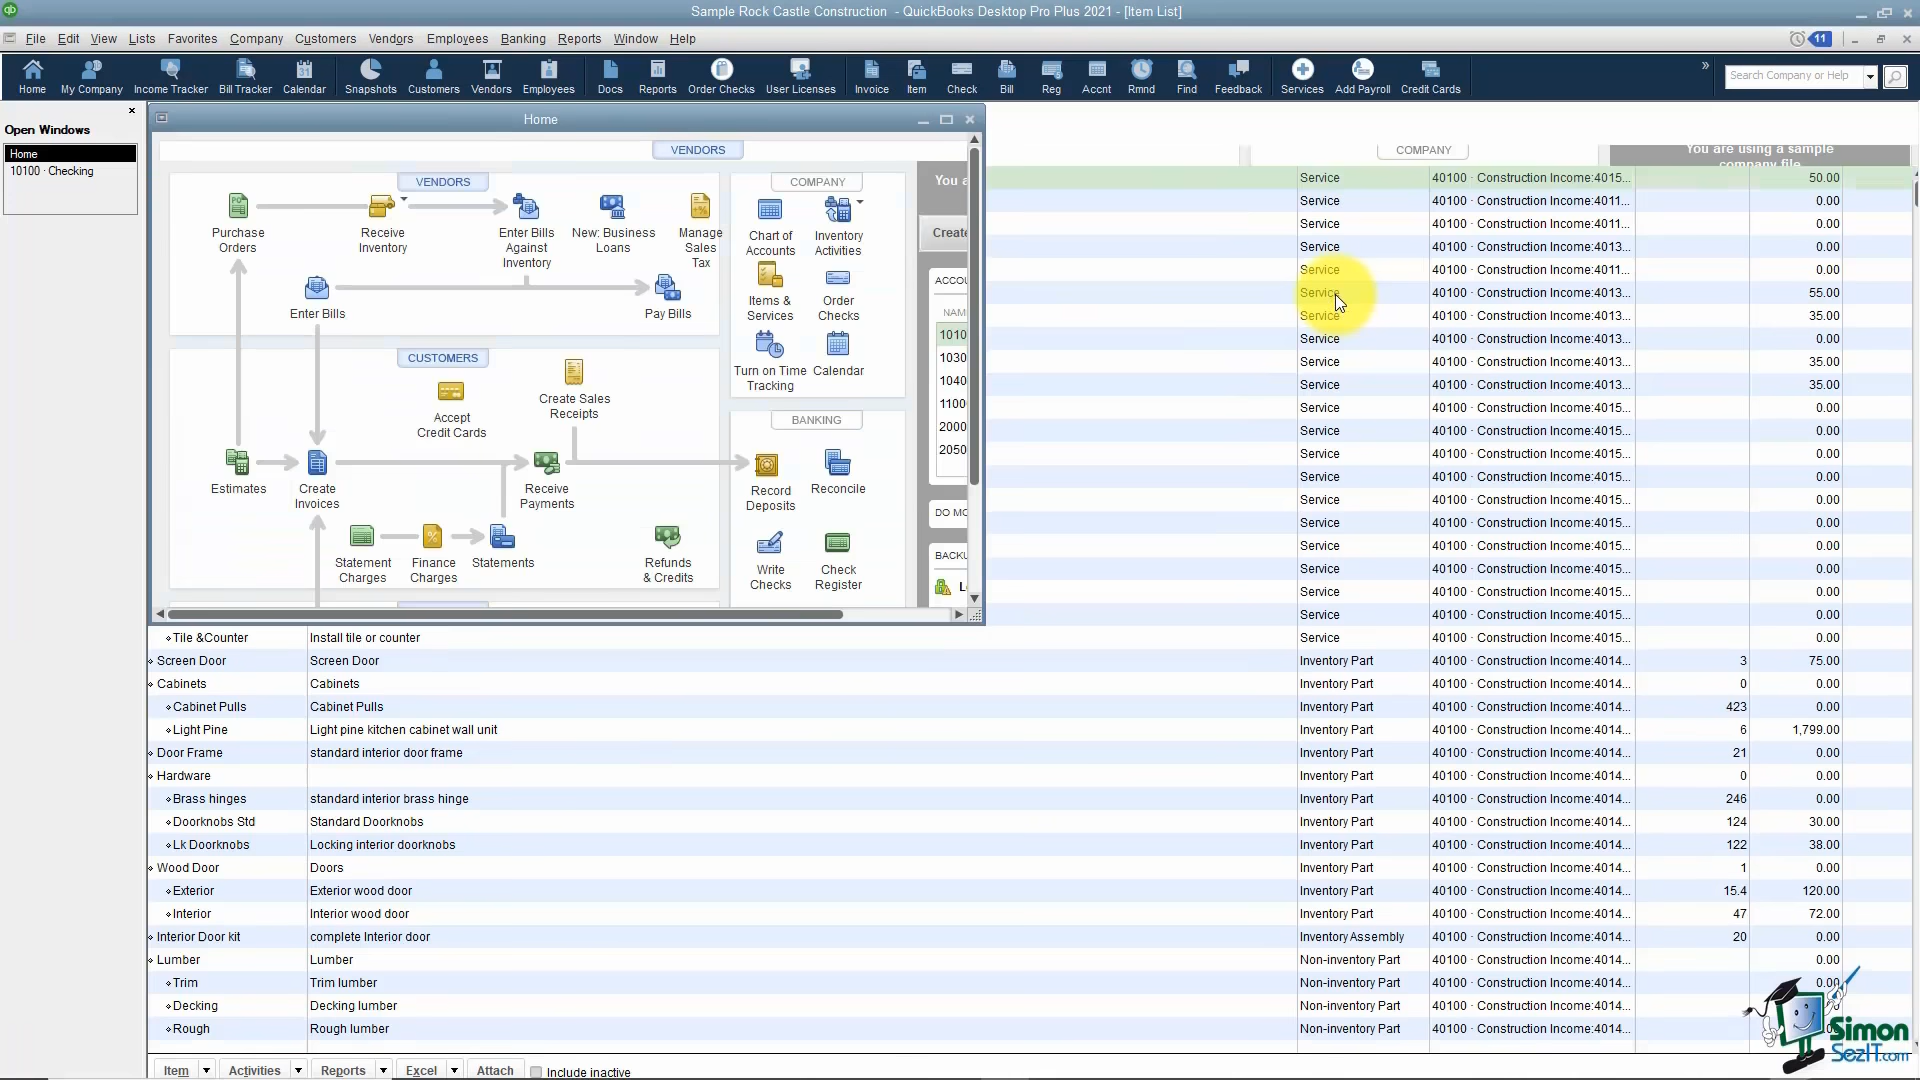 Sample Rock Castle Construction - QuickBooks Desktop Pro Plus 2021 - [Item List]
File Edit View Lists Favorites Company Customers Vendors Employees Banking Reports Window Help
11
Home My Company Income Tracker Bill Tracker Calendar Snapshots Customers Vendors Employees Docs Reports Order Checks User Licenses Invoice Item Check Bill Reg Accnt Rmnd Find Feedback Services Add Payroll Credit Cards
» Search Company or Help
Open Windows
Home
10100 · Checking
Home
VENDORS
VENDORS
Purchase Orders
Receive Inventory
Enter Bills Against Inventory
New: Business Loans
Manage Sales Tax
Enter Bills
Pay Bills
CUSTOMERS
Accept Credit Cards
Create Sales Receipts
Estimates
Create Invoices
Receive Payments
Statement Charges
Finance Charges
Statements
Refunds & Credits
COMPANY
Chart of Accounts
Inventory Activities
Items & Services
Order Checks
Turn on Time Tracking
Calendar
BANKING
Record Deposits
Reconcile
Write Checks
Check Register
You a
Create
ACCOU
NAM
1010
1030
1040
1100
2000
2050
DO MO
BACKU
COMPANY
You are using a sample
company file
Service 40100 · Construction Income:4015... 50.00
Service 40100 · Construction Income:4011... 0.00
Service 40100 · Construction Income:4011... 0.00
Service 40100 · Construction Income:4013... 0.00
Service 40100 · Construction Income:4011... 0.00
Service 40100 · Construction Income:4013... 55.00
Service 40100 · Construction Income:4013... 35.00
Service 40100 · Construction Income:4013... 0.00
Service 40100 · Construction Income:4013... 35.00
Service 40100 · Construction Income:4013... 35.00
Service 40100 · Construction Income:4015... 0.00
Service 40100 · Construction Income:4015... 0.00
Service 40100 · Construction Income:4015... 0.00
Service 40100 · Construction Income:4015... 0.00
Service 40100 · Construction Income:4015... 0.00
Service 40100 · Construction Income:4015... 0.00
Service 40100 · Construction Income:4015... 0.00
Service 40100 · Construction Income:4015... 0.00
Service 40100 · Construction Income:4015... 0.00
Service 40100 · Construction Income:4015... 0.00
Tile &Counter Install tile or counter Service 40100 · Construction Income:4015... 0.00
Screen Door Screen Door Inventory Part 40100 · Construction Income:4014... 3 75.00
Cabinets Cabinets Inventory Part 40100 · Construction Income:4014... 0 0.00
Cabinet Pulls Cabinet Pulls Inventory Part 40100 · Construction Income:4014... 423 0.00
Light Pine Light pine kitchen cabinet wall unit Inventory Part 40100 · Construction Income:4014... 6 1,799.00
Door Frame standard interior door frame Inventory Part 40100 · Construction Income:4014... 21 0.00
Hardware Inventory Part 40100 · Construction Income:4014... 0 0.00
Brass hinges standard interior brass hinge Inventory Part 40100 · Construction Income:4014... 246 0.00
Doorknobs Std Standard Doorknobs Inventory Part 40100 · Construction Income:4014... 124 30.00
Lk Doorknobs Locking interior doorknobs Inventory Part 40100 · Construction Income:4014... 122 38.00
Wood Door Doors Inventory Part 40100 · Construction Income:4014... 1 0.00
Exterior Exterior wood door Inventory Part 40100 · Construction Income:4014... 15.4 120.00
Interior Interior wood door Inventory Part 40100 · Construction Income:4014... 47 72.00
Interior Door kit complete Interior door Inventory Assembly 40100 · Construction Income:4014... 20 0.00
Lumber Lumber Non-inventory Part 40100 · Construction Income:4014... 0.00
Trim Trim lumber Non-inventory Part 40100 · Construction Income:4014... 0.00
Decking Decking lumber Non-inventory Part 40100 · Construction Income:4014...
Rough Rough lumber Non-inventory Part 40100 · Construction Income:4014...
Item Activities Reports Excel Attach Include inactive
Simon
SezIT.com